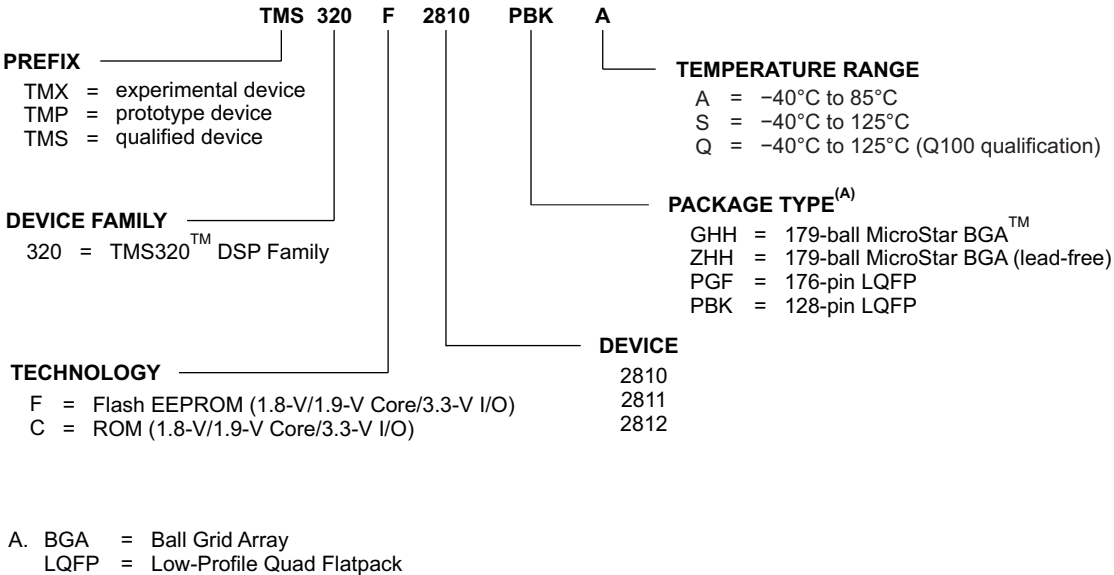 TMS 320 F 2810 PBK A
PREFIX
TMX = experimental device
TMP = prototype device
TMS = qualified device
TEMPERATURE RANGE
A = −40°C to 85°C
S = −40°C to 125°C
Q = −40°C to 125°C (Q100 qualification)
DEVICE FAMILY
320 = TMS320™ DSP Family
PACKAGE TYPE(A)
GHH = 179-ball MicroStar BGA™
ZHH = 179-ball MicroStar BGA (lead-free)
PGF = 176-pin LQFP
PBK = 128-pin LQFP
TECHNOLOGY
F = Flash EEPROM (1.8-V/1.9-V Core/3.3-V I/O)
C = ROM (1.8-V/1.9-V Core/3.3-V I/O)
DEVICE
2810
2811
2812
A. BGA = Ball Grid Array
LQFP = Low-Profile Quad Flatpack